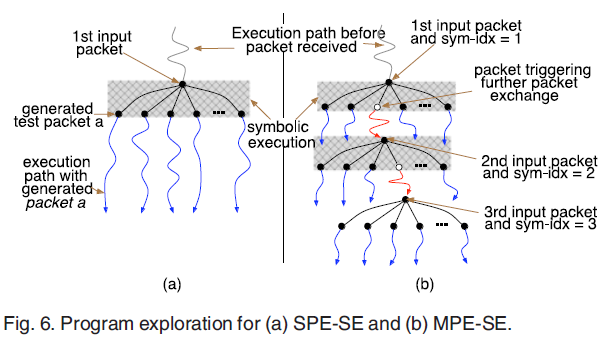 1st input
packet
Execution path before
packet received
1st input packet
and sym-idx = 1
packet triggering
further packet
exchange
generated
test packet a
symbolic
execution
execution
path with
generated
packet a
2nd input packet
and sym-idx = 2
3rd input packet
and sym-idx = 3
(a)
(b)
Fig. 6. Program exploration for (a) SPE-SE and (b) MPE-SE.